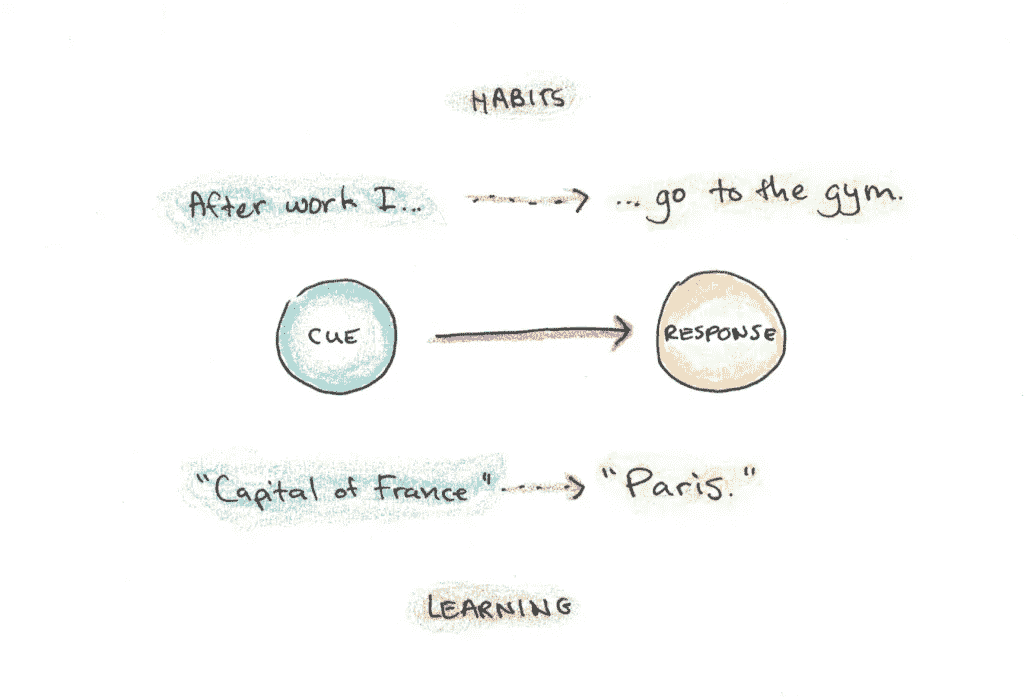 HABITS
After work I... ... go to the gym.
CUE RESPONSE
"Capital of France" "Paris."
LEARNING